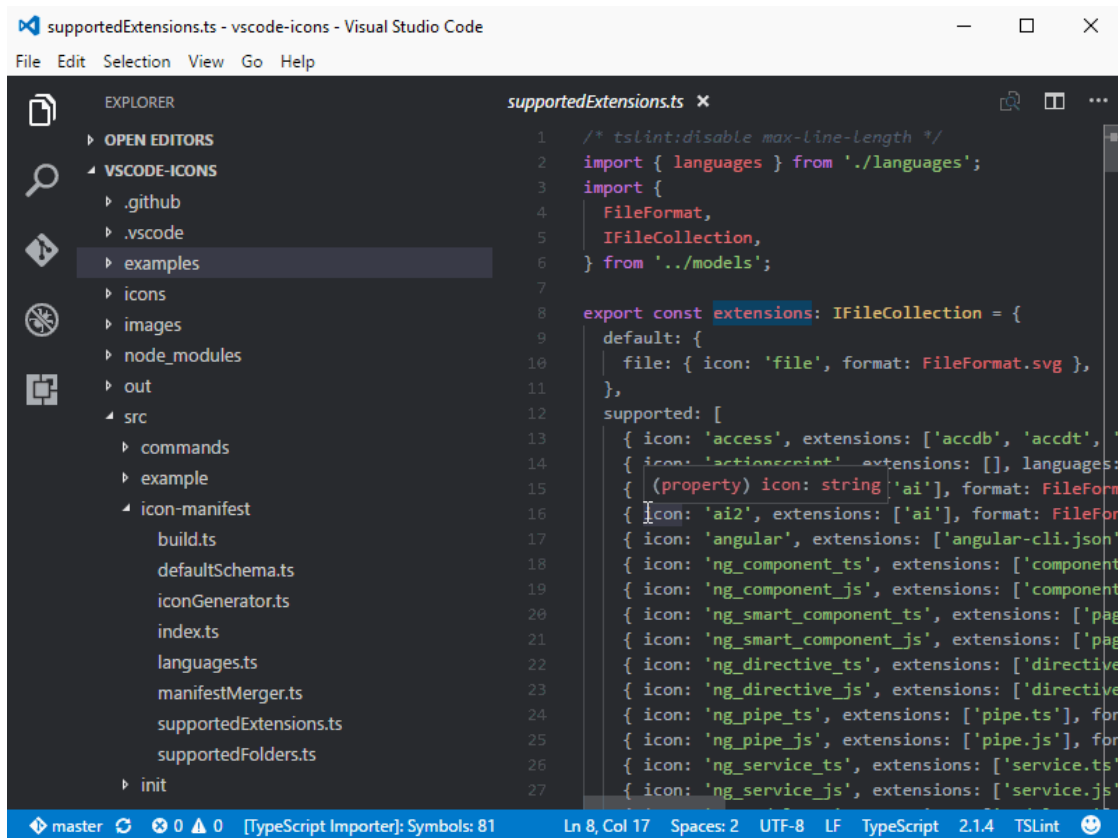 supportedExtensions.ts - vscode-icons - Visual Studio Code
File Edit Selection View Go Help
EXPLORER
OPEN EDITORS
VSCODE-ICONS
.github
.vscode
examples
icons
images
node_modules
out
src
commands
example
icon-manifest
build.ts
defaultSchema.ts
iconGenerator.ts
index.ts
languages.ts
manifestMerger.ts
supportedExtensions.ts
supportedFolders.ts
init
supportedExtensions.ts
1 /* tslint:disable max-line-length */
2 import { languages } from './languages';
3 import {
4 FileFormat,
5 IFileCollection,
6 } from '../models';
7
8 export const extensions: IFileCollection = {
9 default: {
10 file: { icon: 'file', format: FileFormat.svg },
11 },
12 supported: [
13 { icon: 'access', extensions: ['accdb', 'accdt', '
14 { icon: 'actionscript', extensions: [], languages:
(property) icon: string
15 { 'ai'], format: FileForm
16 { icon: 'ai2', extensions: ['ai'], format: FileFor
17 { icon: 'angular', extensions: ['angular-cli.json'
18 { icon: 'ng_component_ts', extensions: ['component
19 { icon: 'ng_component_js', extensions: ['component
20 { icon: 'ng_smart_component_ts', extensions: ['pag
21 { icon: 'ng_smart_component_js', extensions: ['pag
22 { icon: 'ng_directive_ts', extensions: ['directive
23 { icon: 'ng_directive_js', extensions: ['directive
24 { icon: 'ng_pipe_ts', extensions: ['pipe.ts'], for
25 { icon: 'ng_pipe_js', extensions: ['pipe.js'], for
26 { icon: 'ng_service_ts', extensions: ['service.ts'
27 { icon: 'ng_service_js', extensions: ['service.js'
master 0 0 [TypeScript Importer]: Symbols: 81 Ln 8, Col 17 Spaces: 2 UTF-8 LF TypeScript 2.1.4 TSLint